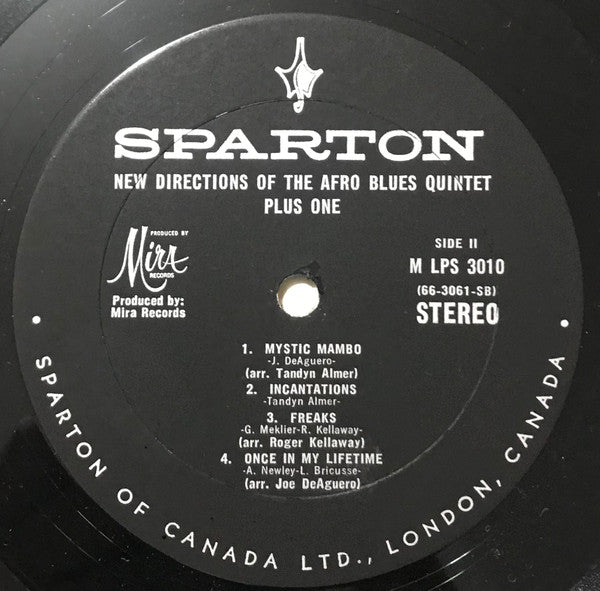 SPARTON
NEW DIRECTIONS OF THE AFRO BLUES QUINTET
PLUS ONE
PRODUCED BY
Mira
RECORDS
Produced by:
Mira Records
SIDE II
M LPS 3010
(66-3061-SB)
STEREO
1. MYSTIC MAMBO
-J. DeAguero-
(arr. Tandyn Almer)
2. INCANTATIONS
-Tandyn Almer-
3. FREAKS
-G. Meklier-R. Kellaway-
(arr. Roger Kellaway)
4. ONCE IN MY LIFETIME
-A. Newley-L. Bricusse-
(arr. Joe DeAguero)
• SPARTON OF CANADA LTD., LONDON, CANADA •